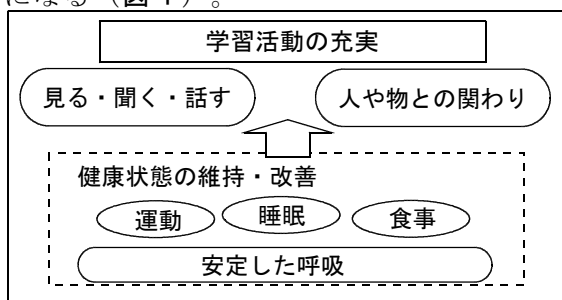 になる（図１）。
学習活動の充実
見る・聞く・話す
人や物との関わり
健康状態の維持・改善
運動
睡眠
食事
安定した呼吸